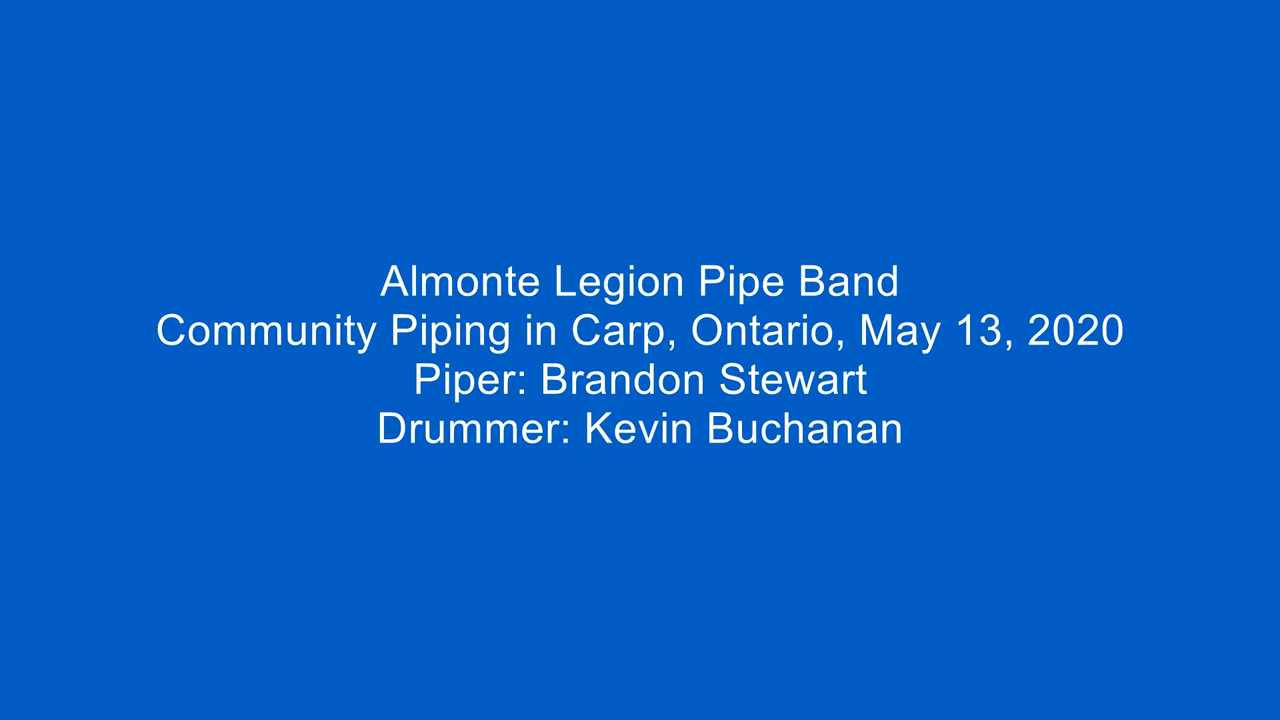 Almonte Legion Pipe Band
Community Piping in Carp, Ontario, May 13, 2020
Piper: Brandon Stewart
Drummer: Kevin Buchanan